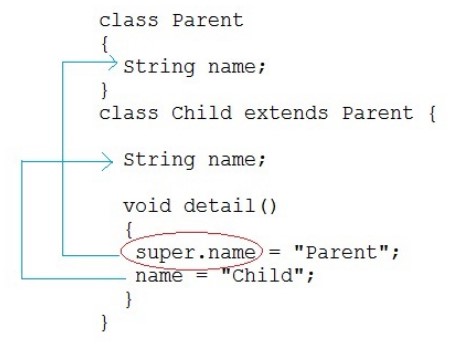 class Parent
{
String name;
}
class Child extends Parent {
String name;
void detail()
{
super.name = "Parent";
name = "Child";
}
}